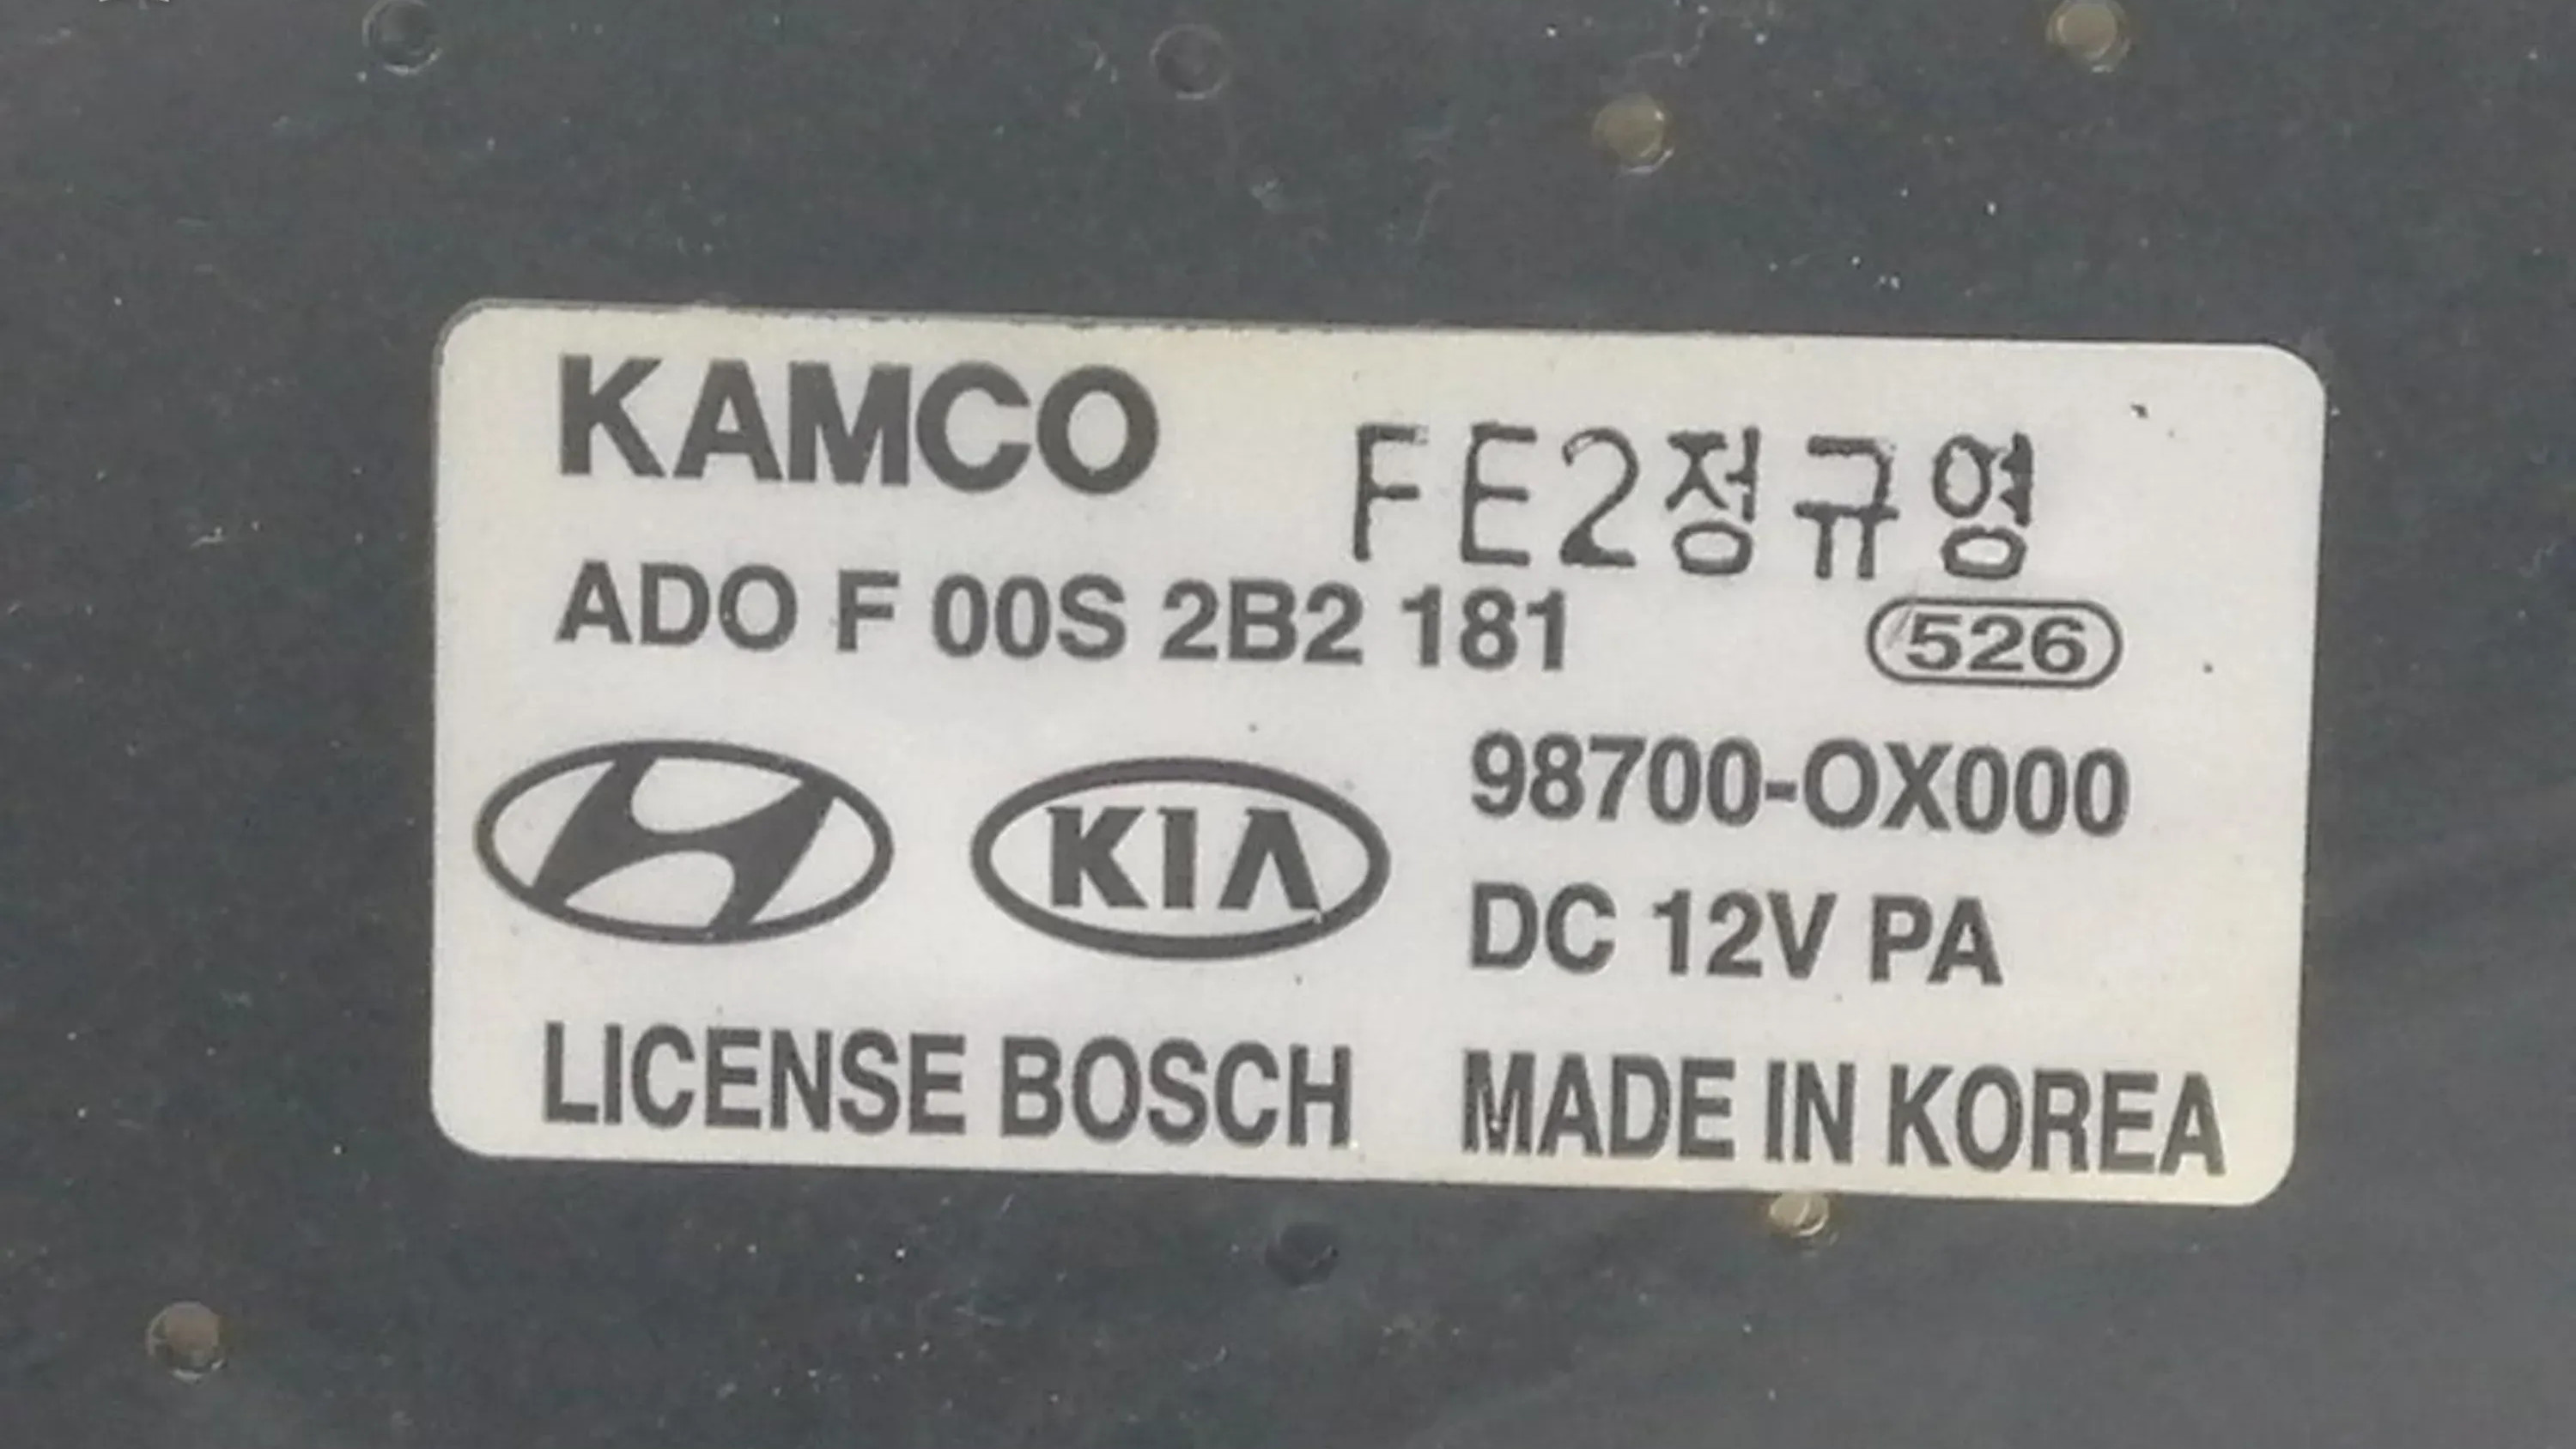 KAMCO
FE2정규영
ADO F 00S 2B2 181
526
KIA
98700-OX000
DC 12V PA
LICENSE BOSCH
MADE IN KOREA